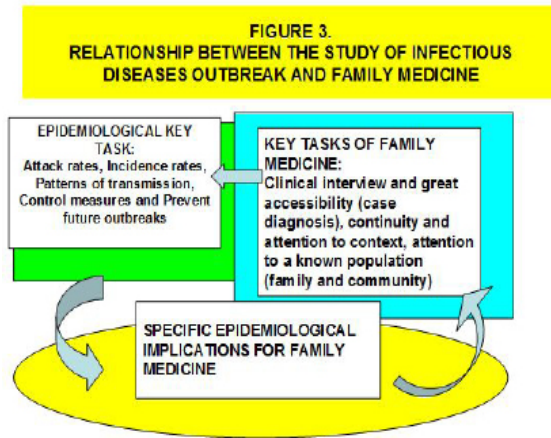 FIGURE 3.
RELATIONSHIP BETWEEN THE STUDY OF INFECTIOUS
DISEASES OUTBREAK AND FAMILY MEDICINE
EPIDEMIOLOGICAL KEY
TASK:
Attack rates, Incidence rates,
Patterns of transmission,
Control measures and Prevent
future outbreaks
KEY TASKS OF FAMILY
MEDICINE:
Clinical interview and great
accessibility (case
diagnosis), continuity and
attention to context, attention
to a known population
(family and community)
SPECIFIC EPIDEMIOLOGICAL
IMPLICATIONS FOR FAMILY
MEDICINE